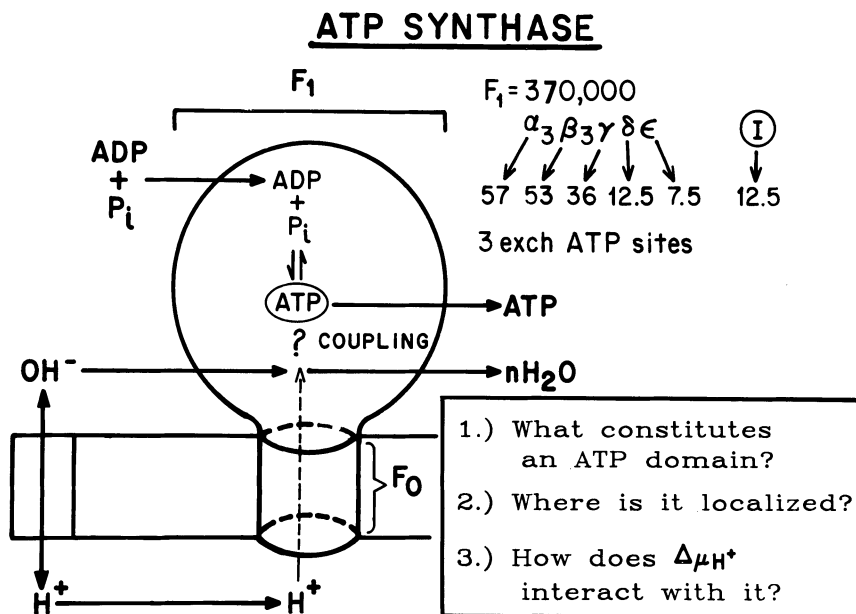 ATP SYNTHASE
F₁
F₁ = 370,000
α₃β₃γδε
I
57 53 36 12.5 7.5 12.5
3 exch ATP sites
ADP
+
Pi
ADP
+
Pi
⇌
ATP
ATP
? COUPLING
OH⁻
nH₂O
F₀
H⁺
H⁺
1.) What constitutes
an ATP domain?
2.) Where is it localized?
3.) How does ΔμH⁺
interact with it?